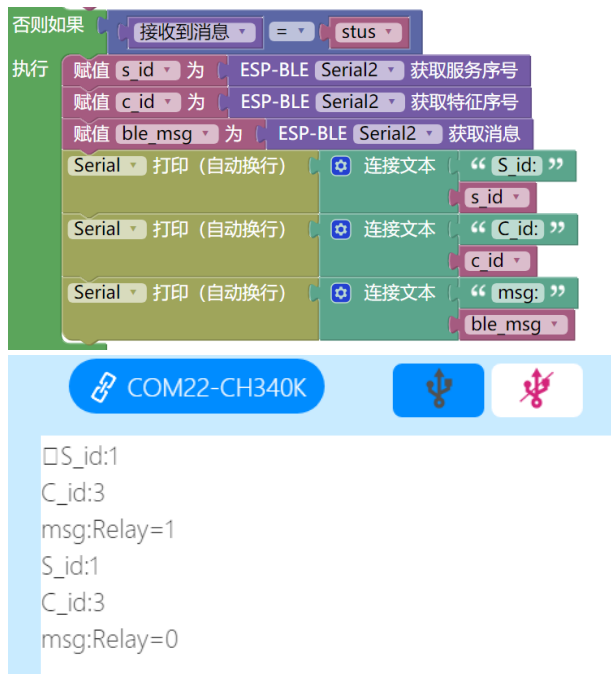 否则如果 接收到消息 = stus
执行 赋值 s_id 为 ESP-BLE Serial2 获取服务序号
赋值 c_id 为 ESP-BLE Serial2 获取特征序号
赋值 ble_msg 为 ESP-BLE Serial2 获取消息
Serial 打印（自动换行） 连接文本 “ S_id: ”
s_id
Serial 打印（自动换行） 连接文本 “ C_id: ”
c_id
Serial 打印（自动换行） 连接文本 “ msg: ”
ble_msg
COM22-CH340K
□S_id:1
C_id:3
msg:Relay=1
S_id:1
C_id:3
msg:Relay=0